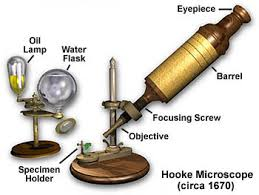 Eyepiece
Oil
Lamp
Water
Flask
Barrel
Focusing Screw
Objective
Specimen
Holder
Hooke Microscope
(circa 1670)